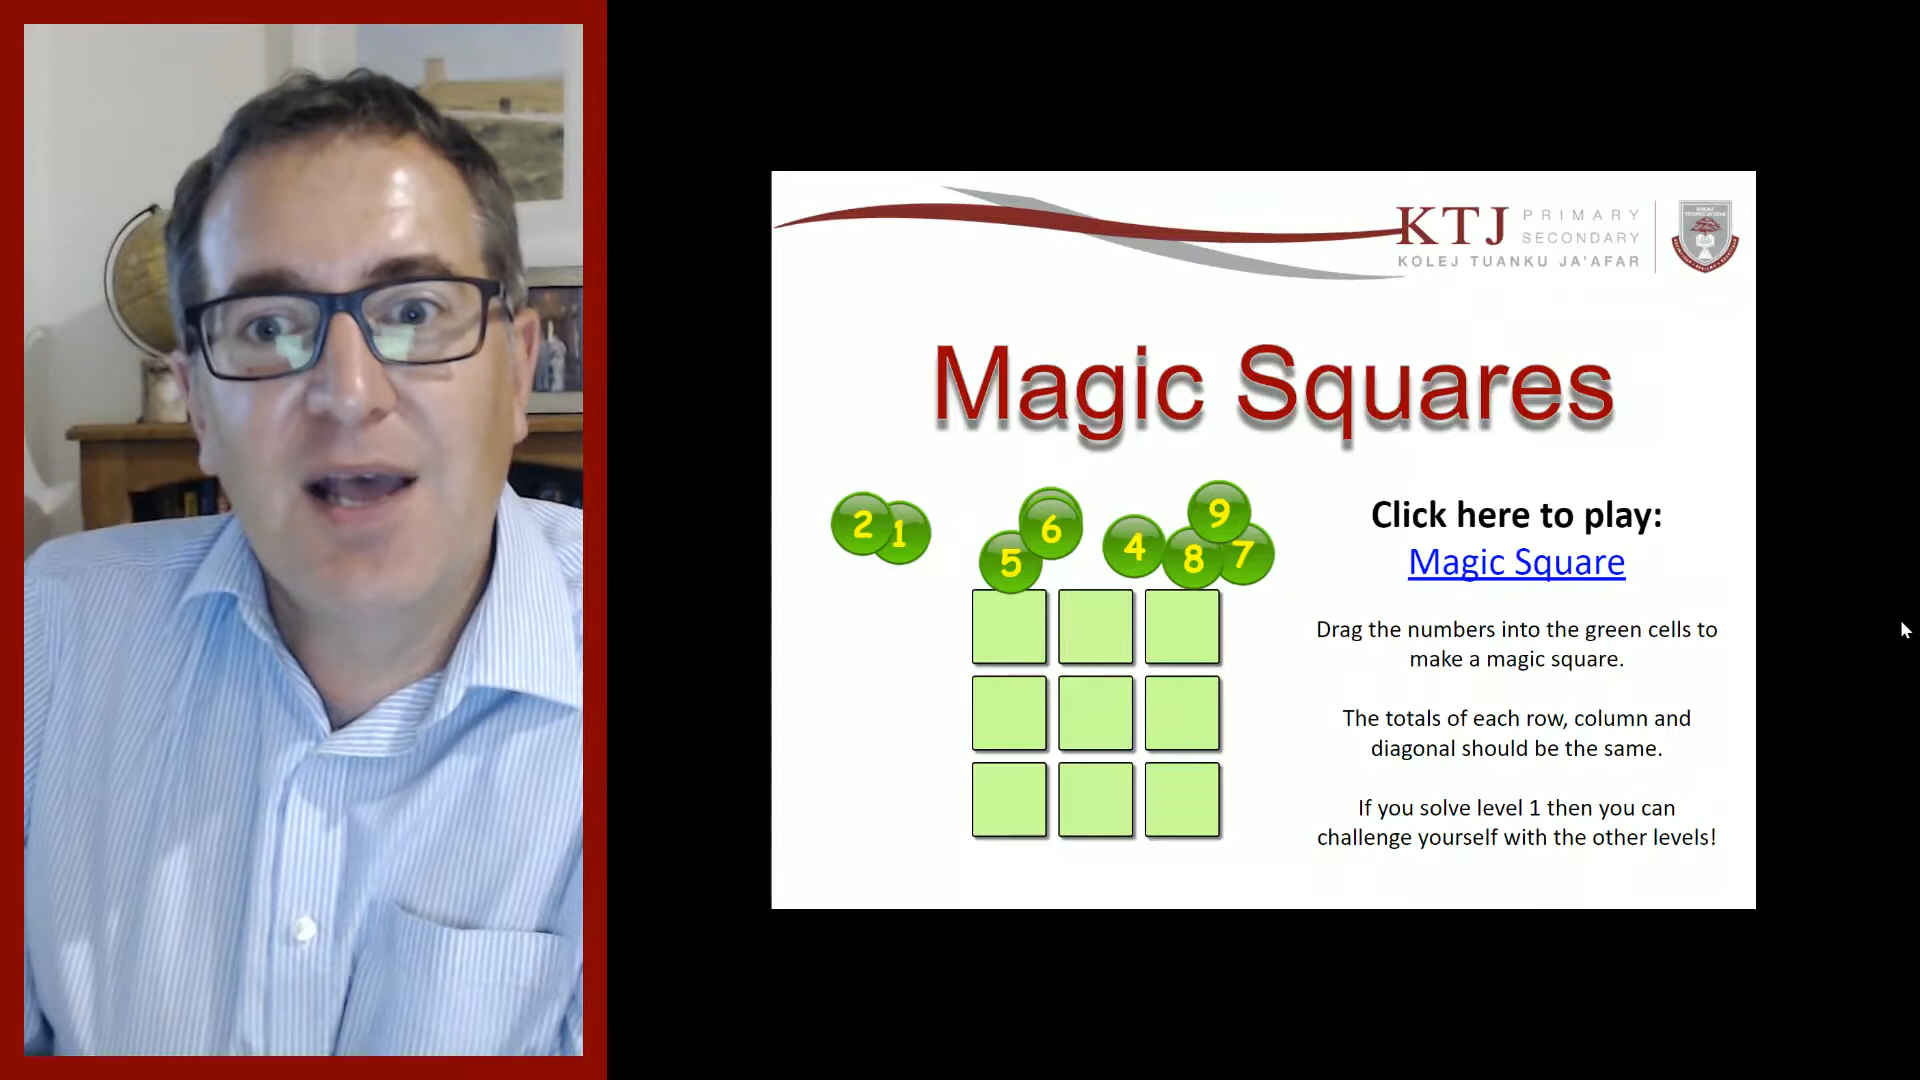 KTJ PRIMARY
SECONDARY
KOLEJ TUANKU JA'AFAR
Magic Squares
2 1 5 6 4 8 9 7
Click here to play:
Magic Square
Drag the numbers into the green cells to
make a magic square.
The totals of each row, column and
diagonal should be the same.
If you solve level 1 then you can
challenge yourself with the other levels!